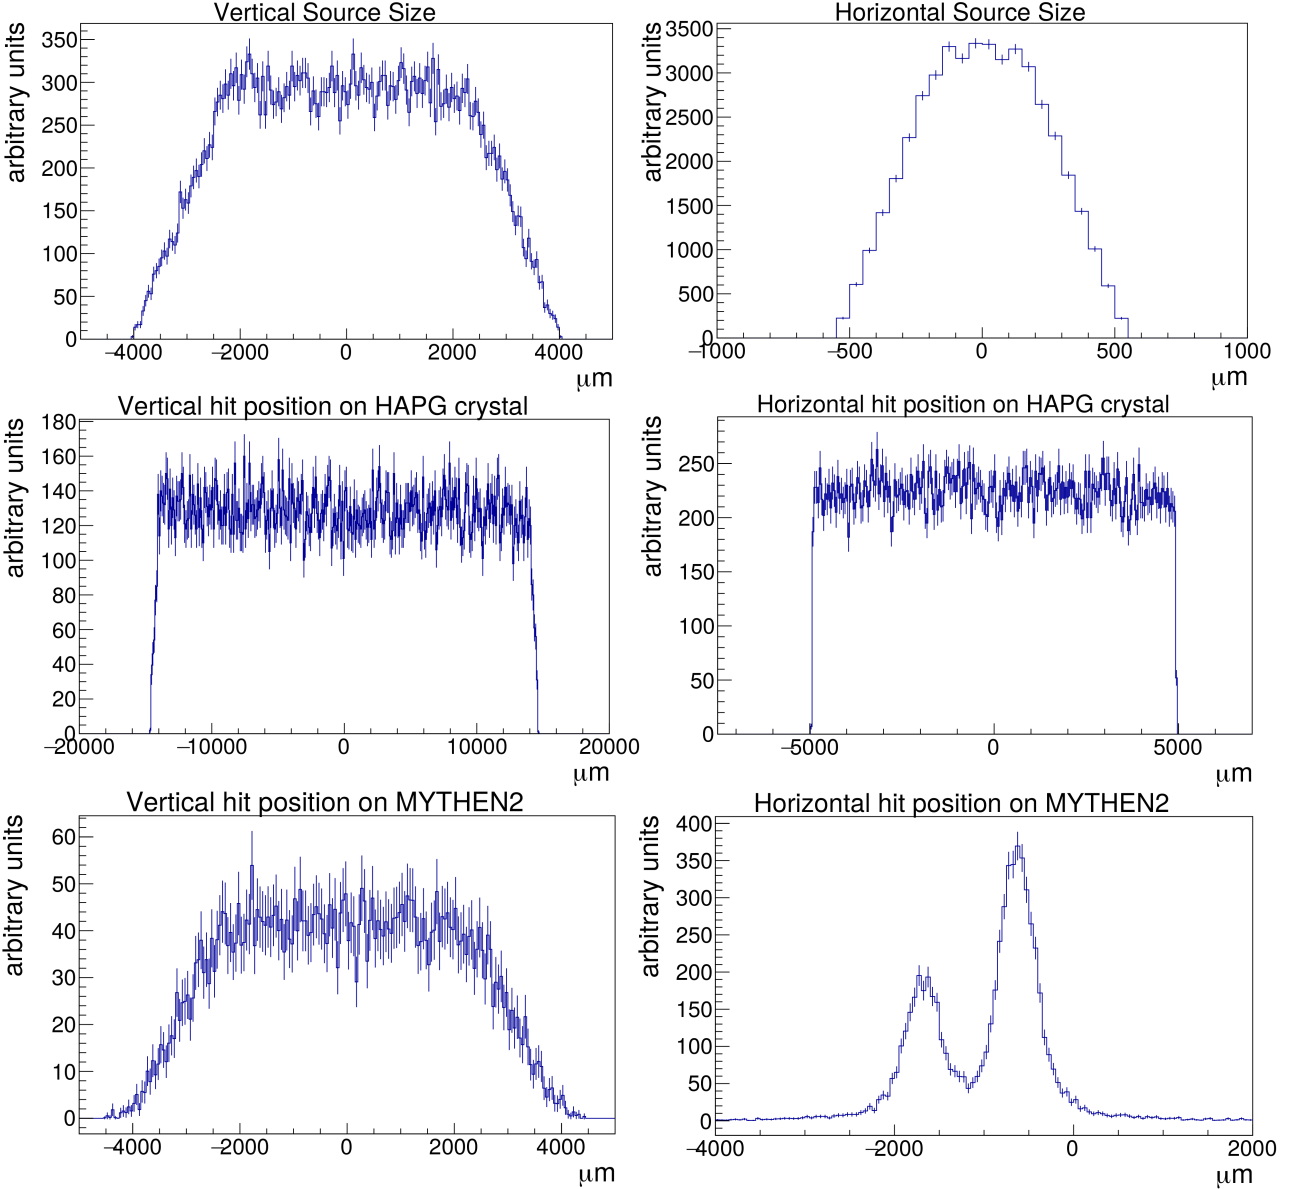 Vertical Source Size
arbitrary units
350
300
250
200
150
100
50
0
−4000 −2000 0 2000 4000
μm
Horizontal Source Size
arbitrary units
3500
3000
2500
2000
1500
1000
500
0
−1000 −500 0 500 1000
μm
Vertical hit position on HAPG crystal
arbitrary units
180
160
140
120
100
80
60
40
20
0
−20000 −10000 0 10000 20000
μm
Horizontal hit position on HAPG crystal
arbitrary units
250
200
150
100
50
0
−5000 0 5000
μm
Vertical hit position on MYTHEN2
arbitrary units
60
50
40
30
20
10
0
−4000 −2000 0 2000 4000
μm
Horizontal hit position on MYTHEN2
arbitrary units
400
350
300
250
200
150
100
50
0
−4000 −2000 0 2000
μm